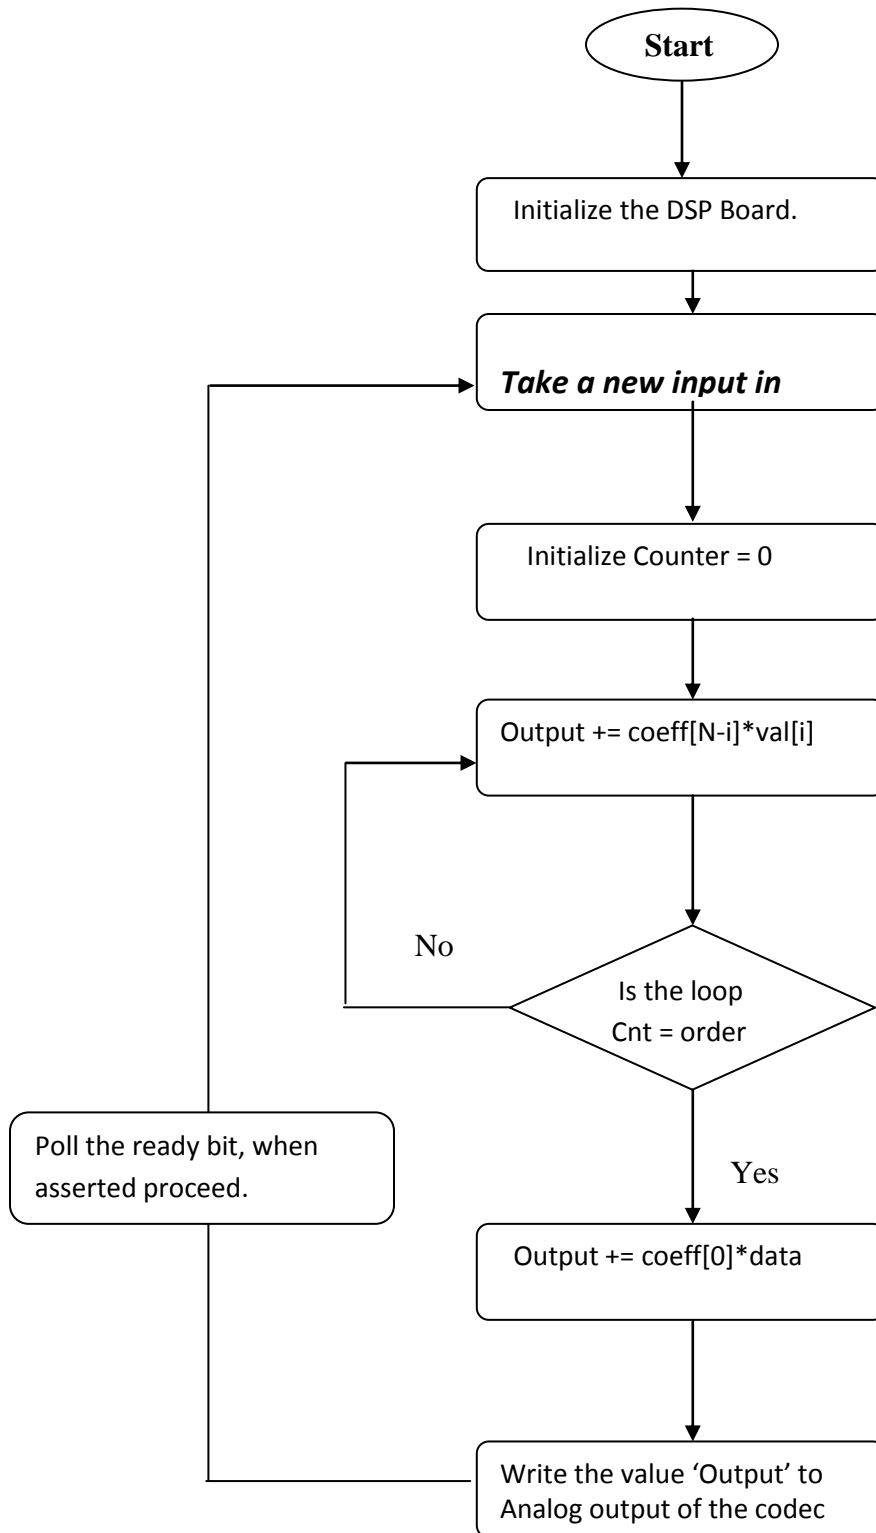 Start
Initialize the DSP Board.
Take a new input in
Initialize Counter = 0
Output += coeff[N-i]*val[i]
No
Is the loop
Cnt = order
Poll the ready bit, when
asserted proceed.
Yes
Output += coeff[0]*data
Write the value ‘Output’ to
Analog output of the codec